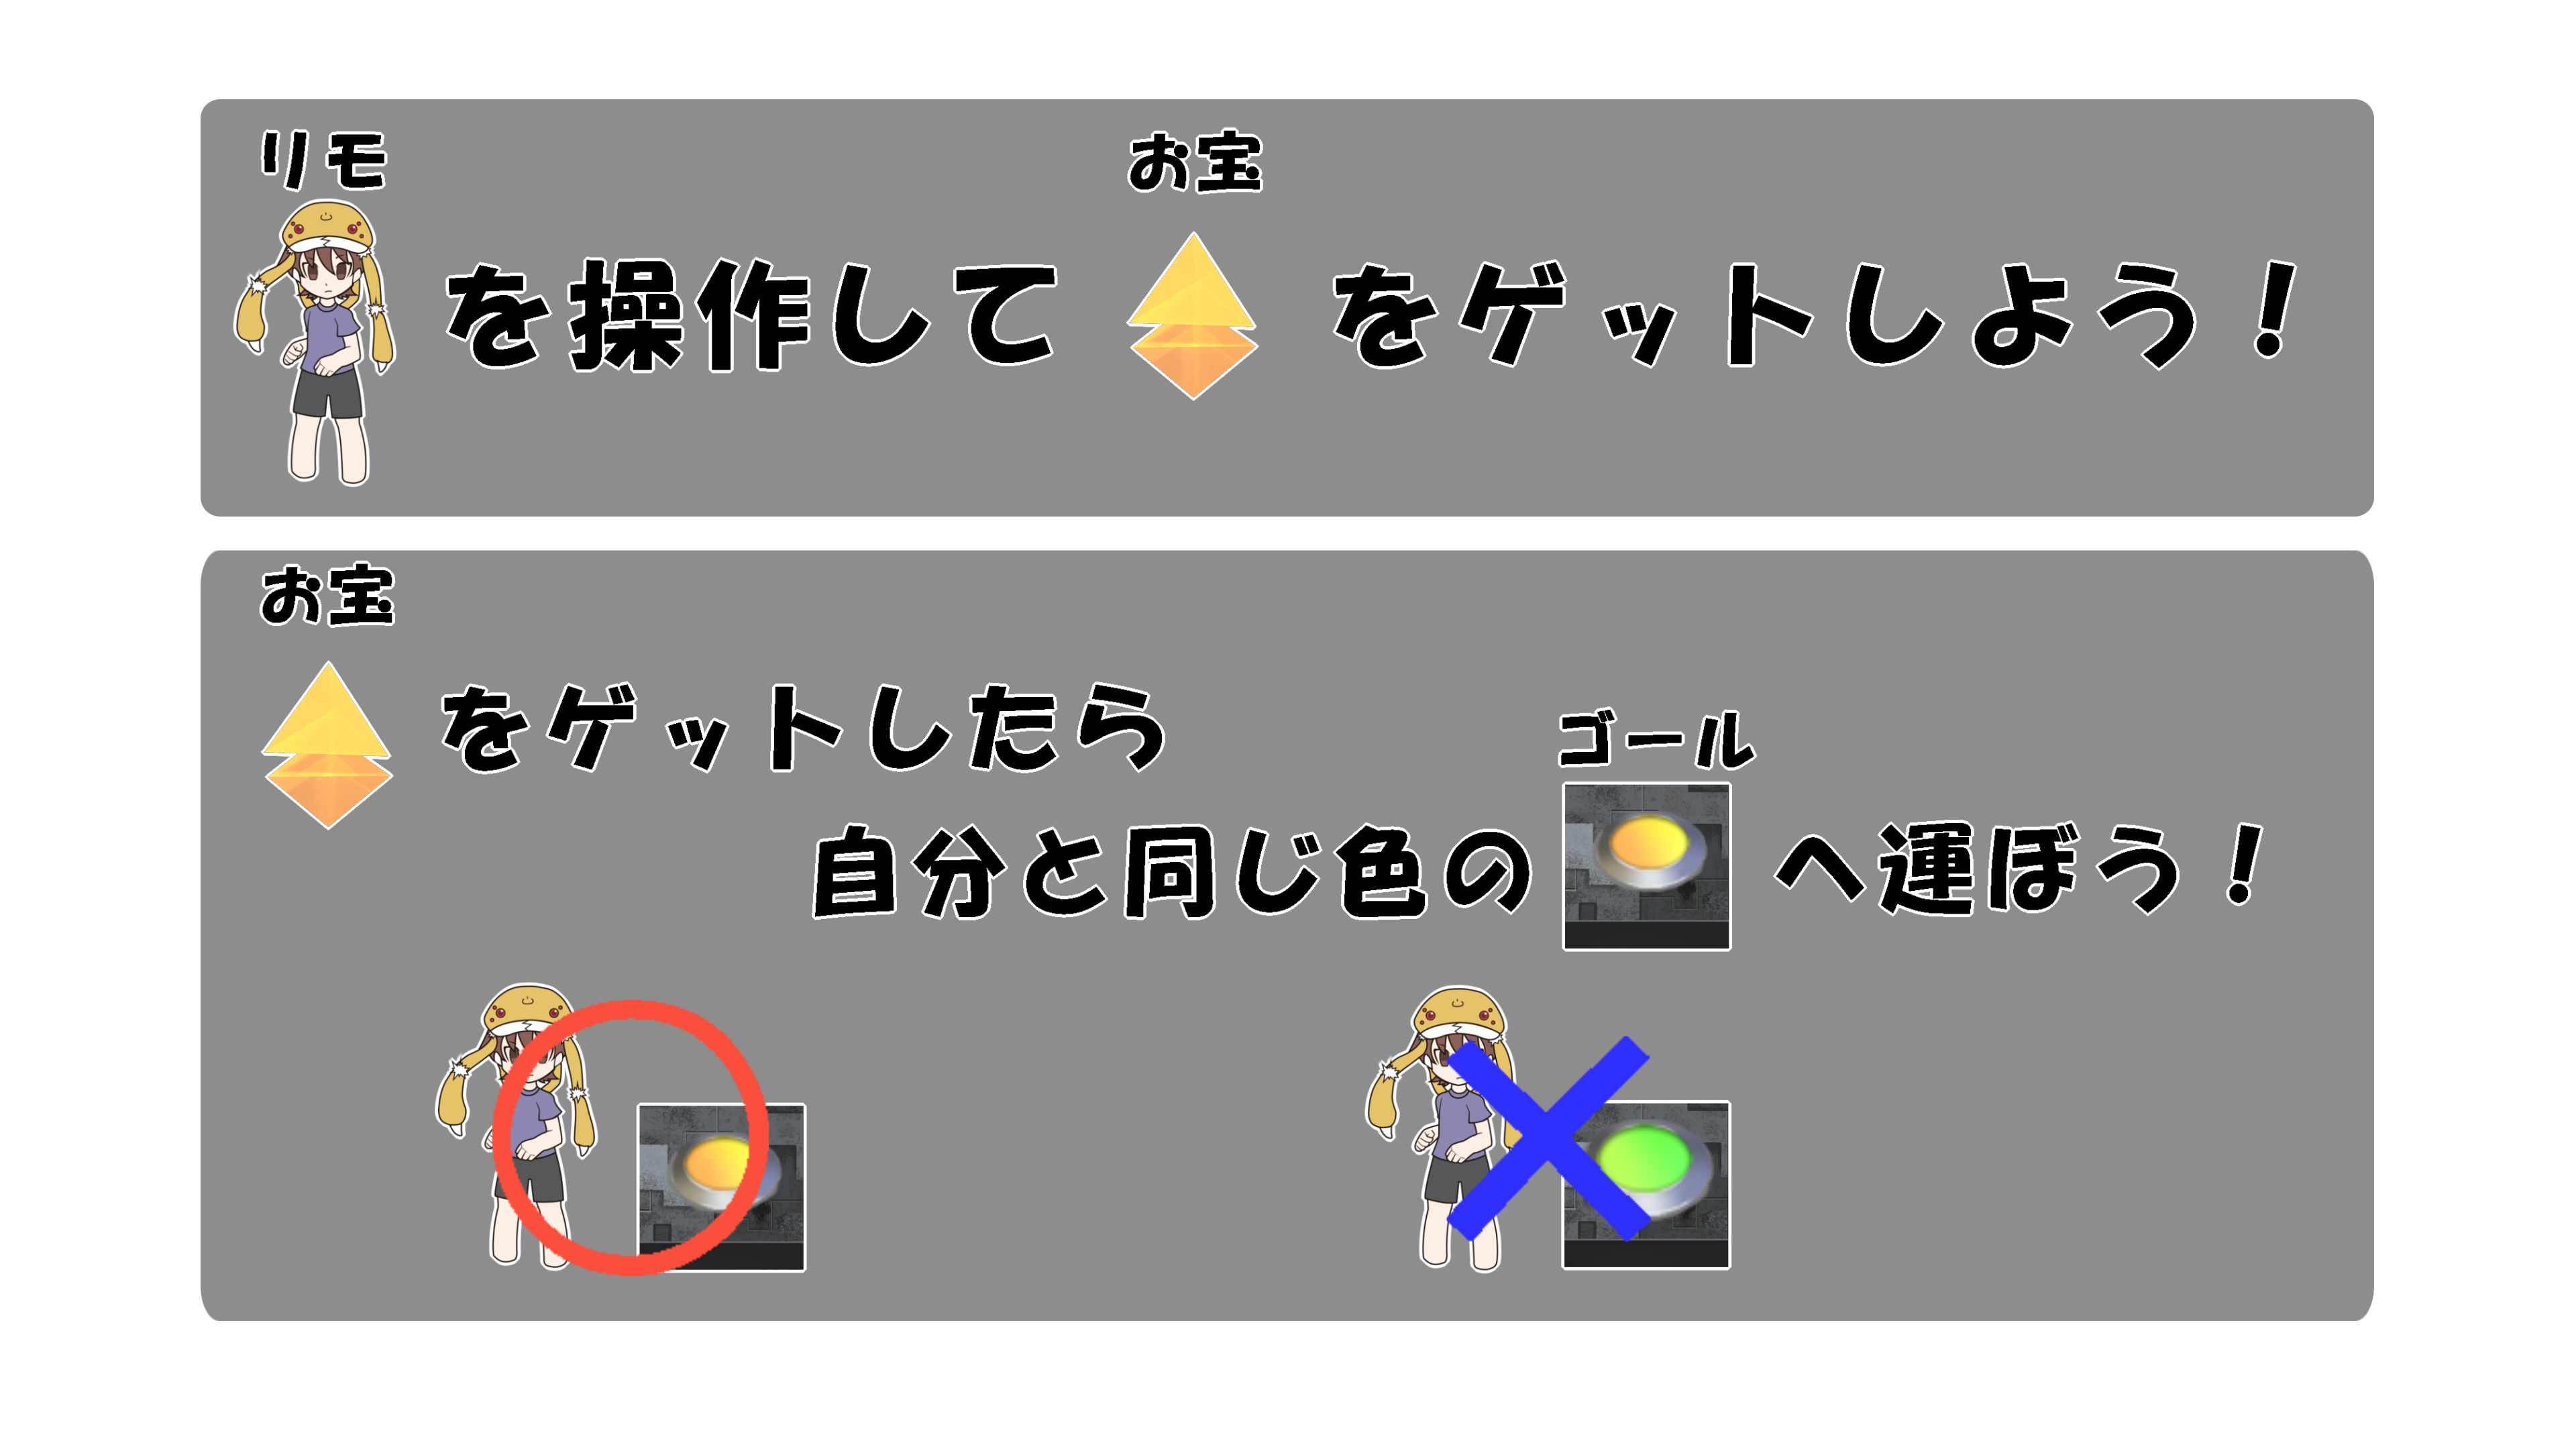 リモ
お宝
を操作して
をゲットしよう！
お宝
をゲットしたら
ゴール
自分と同じ色の
へ運ぼう！